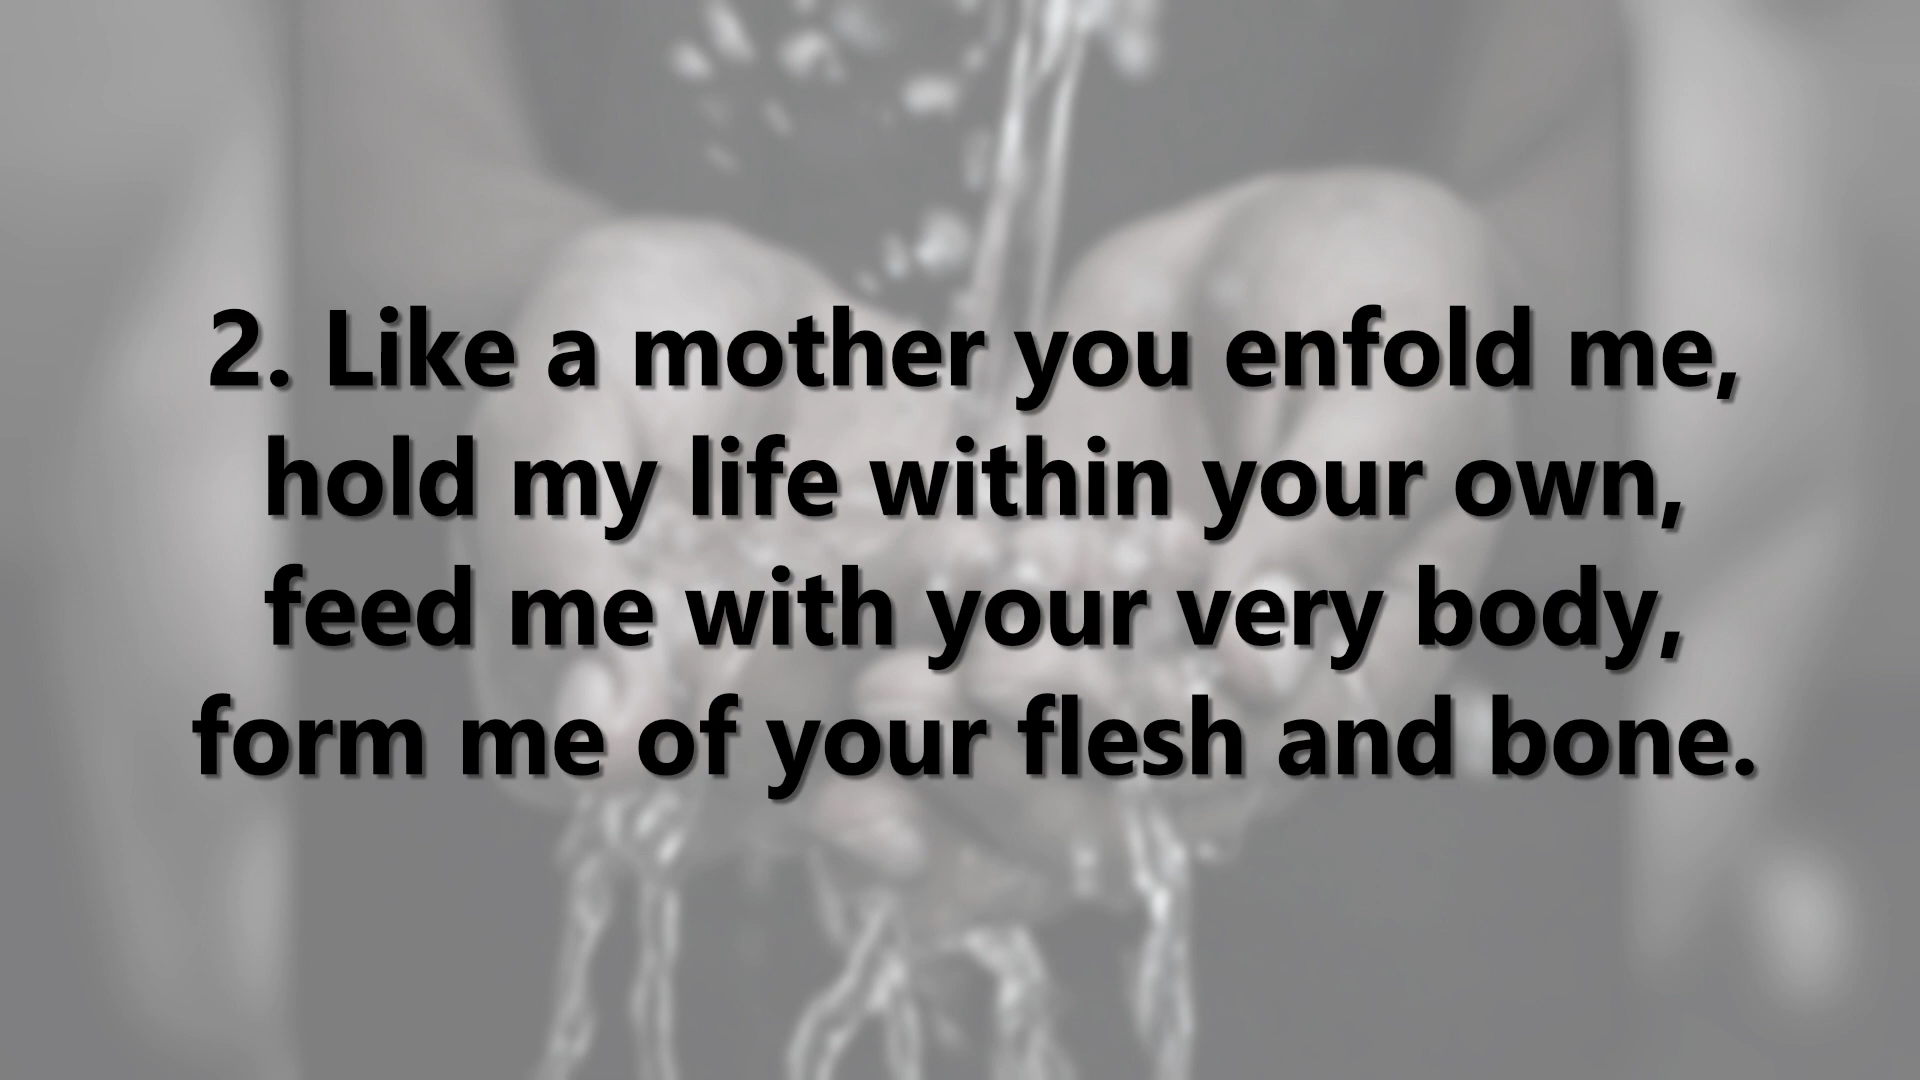 2. Like a mother you enfold me,
hold my life within your own,
feed me with your very body,
form me of your flesh and bone.